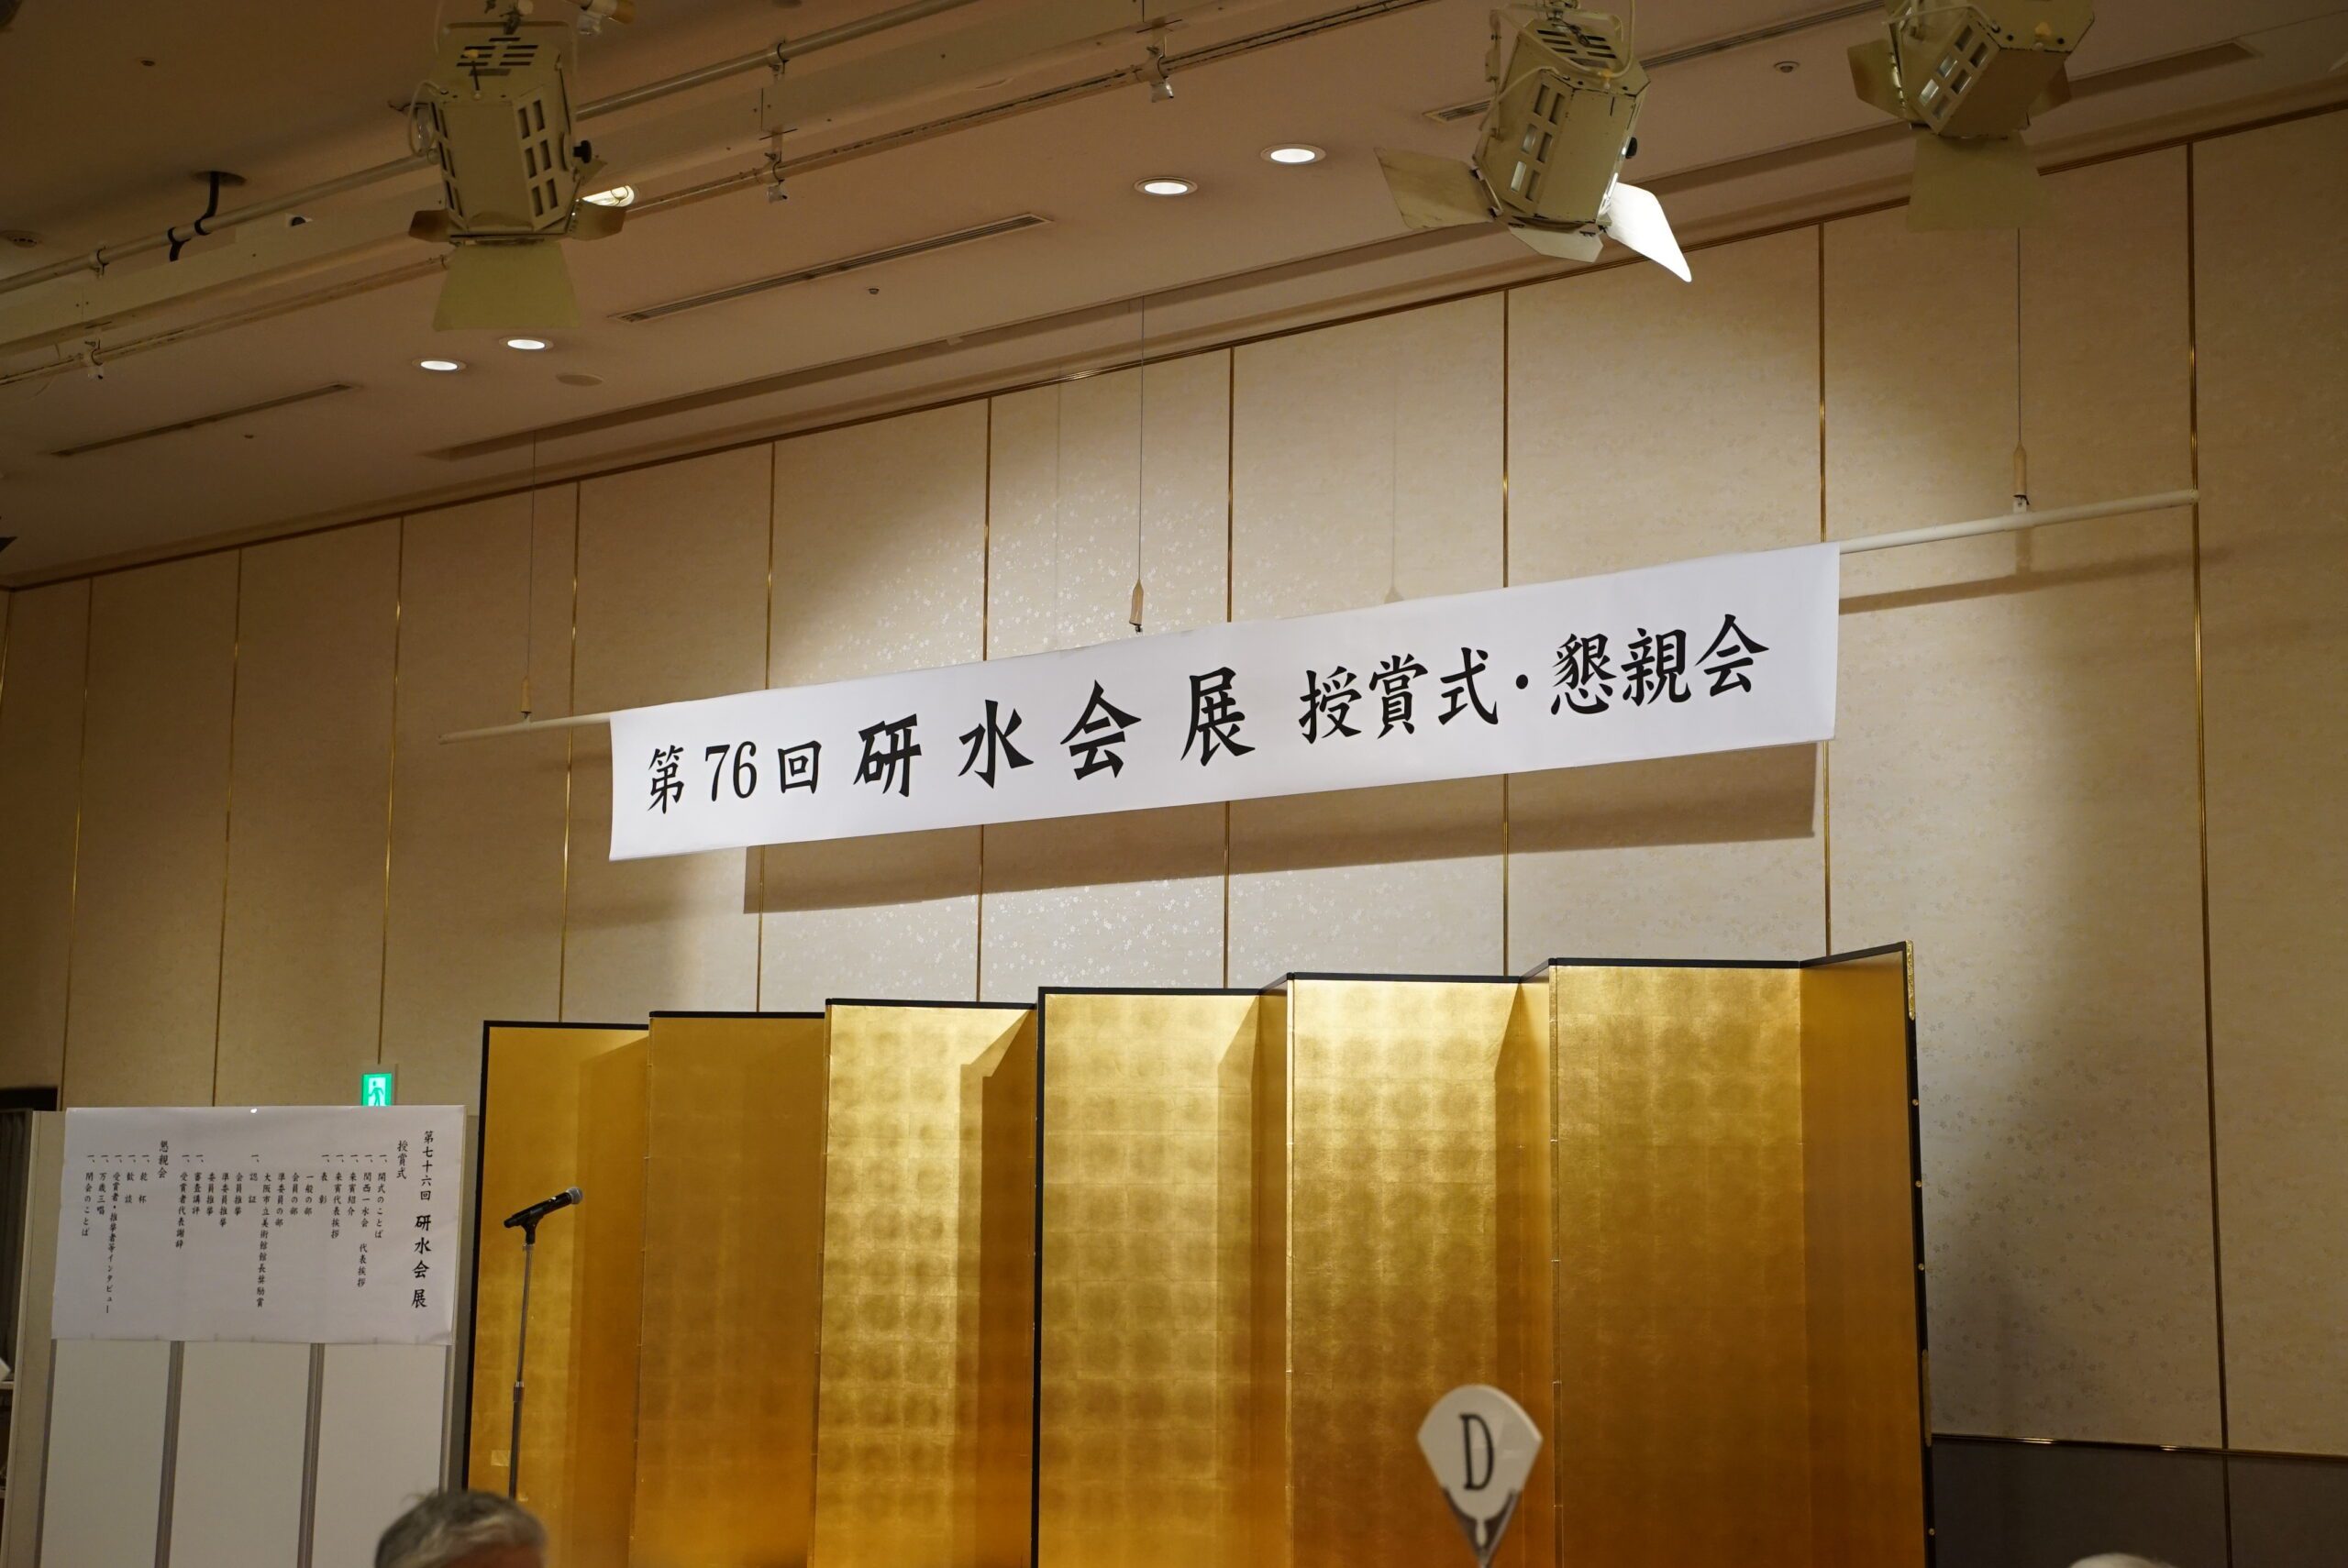 第76回 研水会展 授賞式・懇親会
第七十六回 研水会展
授賞式
一、開式のことば
一、関西一水会 代表挨拶
一、来賓紹介
一、来賓代表挨拶
一、表彰
一般の部
会員の部
準委員の部
大阪市立美術館館長奨励賞
一、認証
会員推挙
準委員推挙
委員推挙
一、審査講評
一、受賞者代表謝辞
懇親会
一、乾杯
一、歓談
一、受賞者・推挙者等インタビュー
一、万歳三唱
一、閉会のことば
D